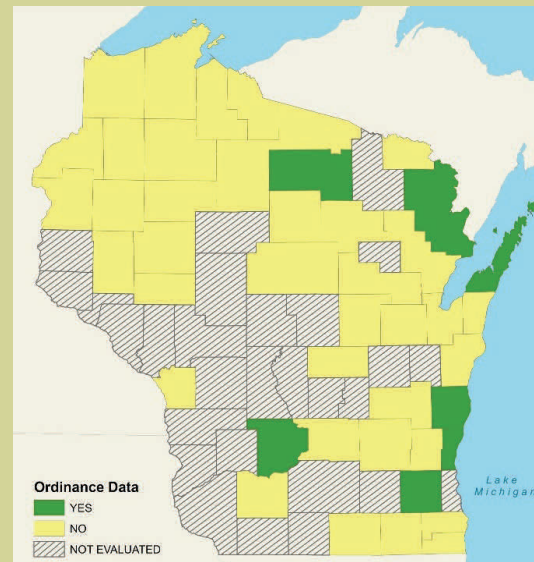 Lake
Michigan
Ordinance Data
YES
NO
NOT EVALUATED